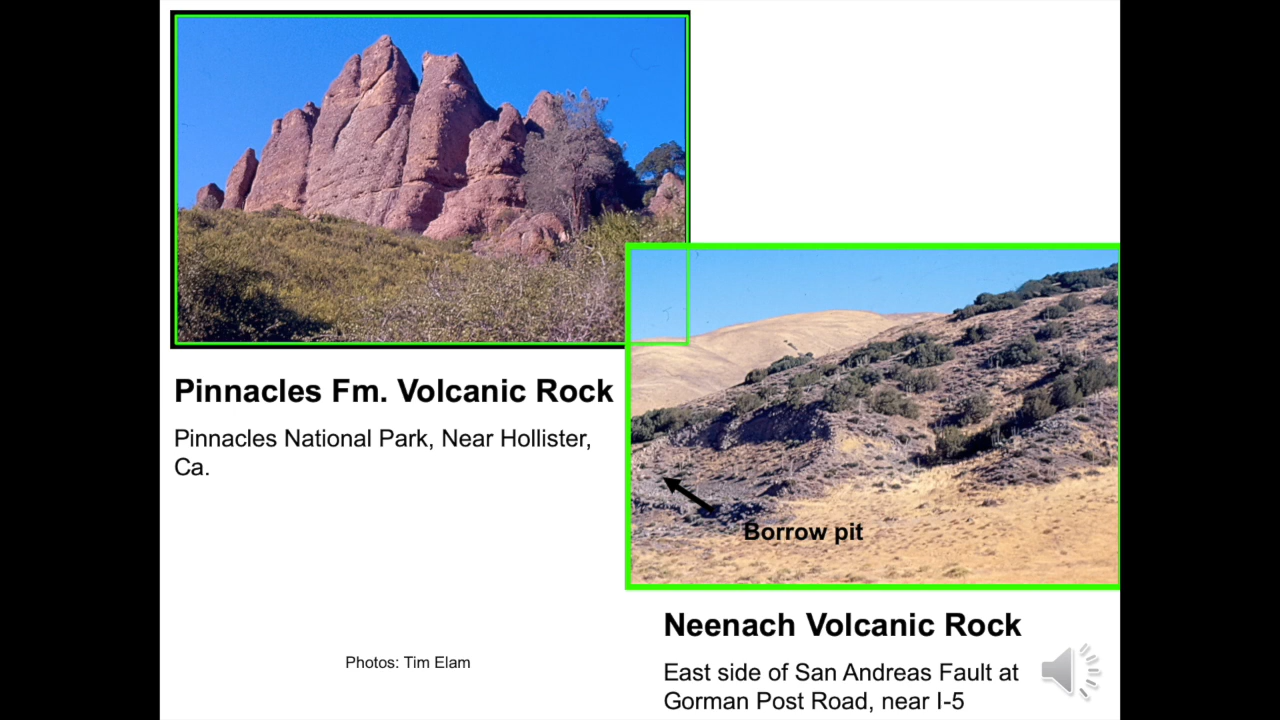 Pinnacles Fm. Volcanic Rock
Pinnacles National Park, Near Hollister,
Ca.
Borrow pit
Neenach Volcanic Rock
East side of San Andreas Fault at
Gorman Post Road, near I-5
Photos: Tim Elam